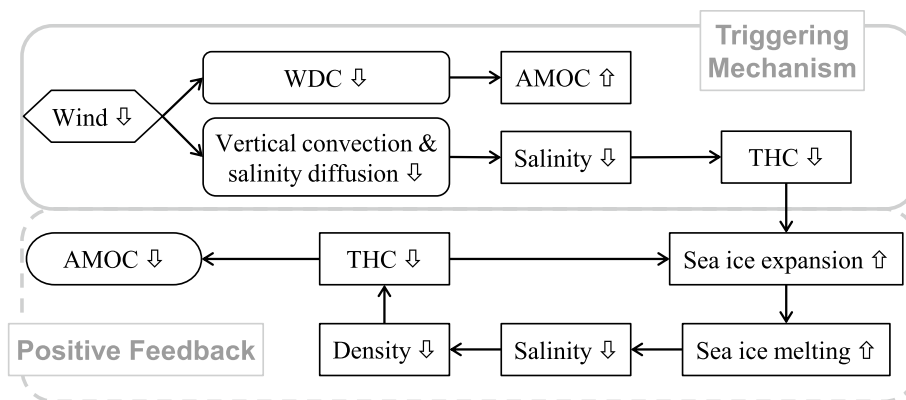 Triggering
Mechanism
WDC ⇩
AMOC ⇧
Wind ⇩
Vertical convection &
salinity diffusion ⇩
Salinity ⇩
THC ⇩
AMOC ⇩
THC ⇩
Sea ice expansion ⇧
Positive Feedback
Density ⇩
Salinity ⇩
Sea ice melting ⇧